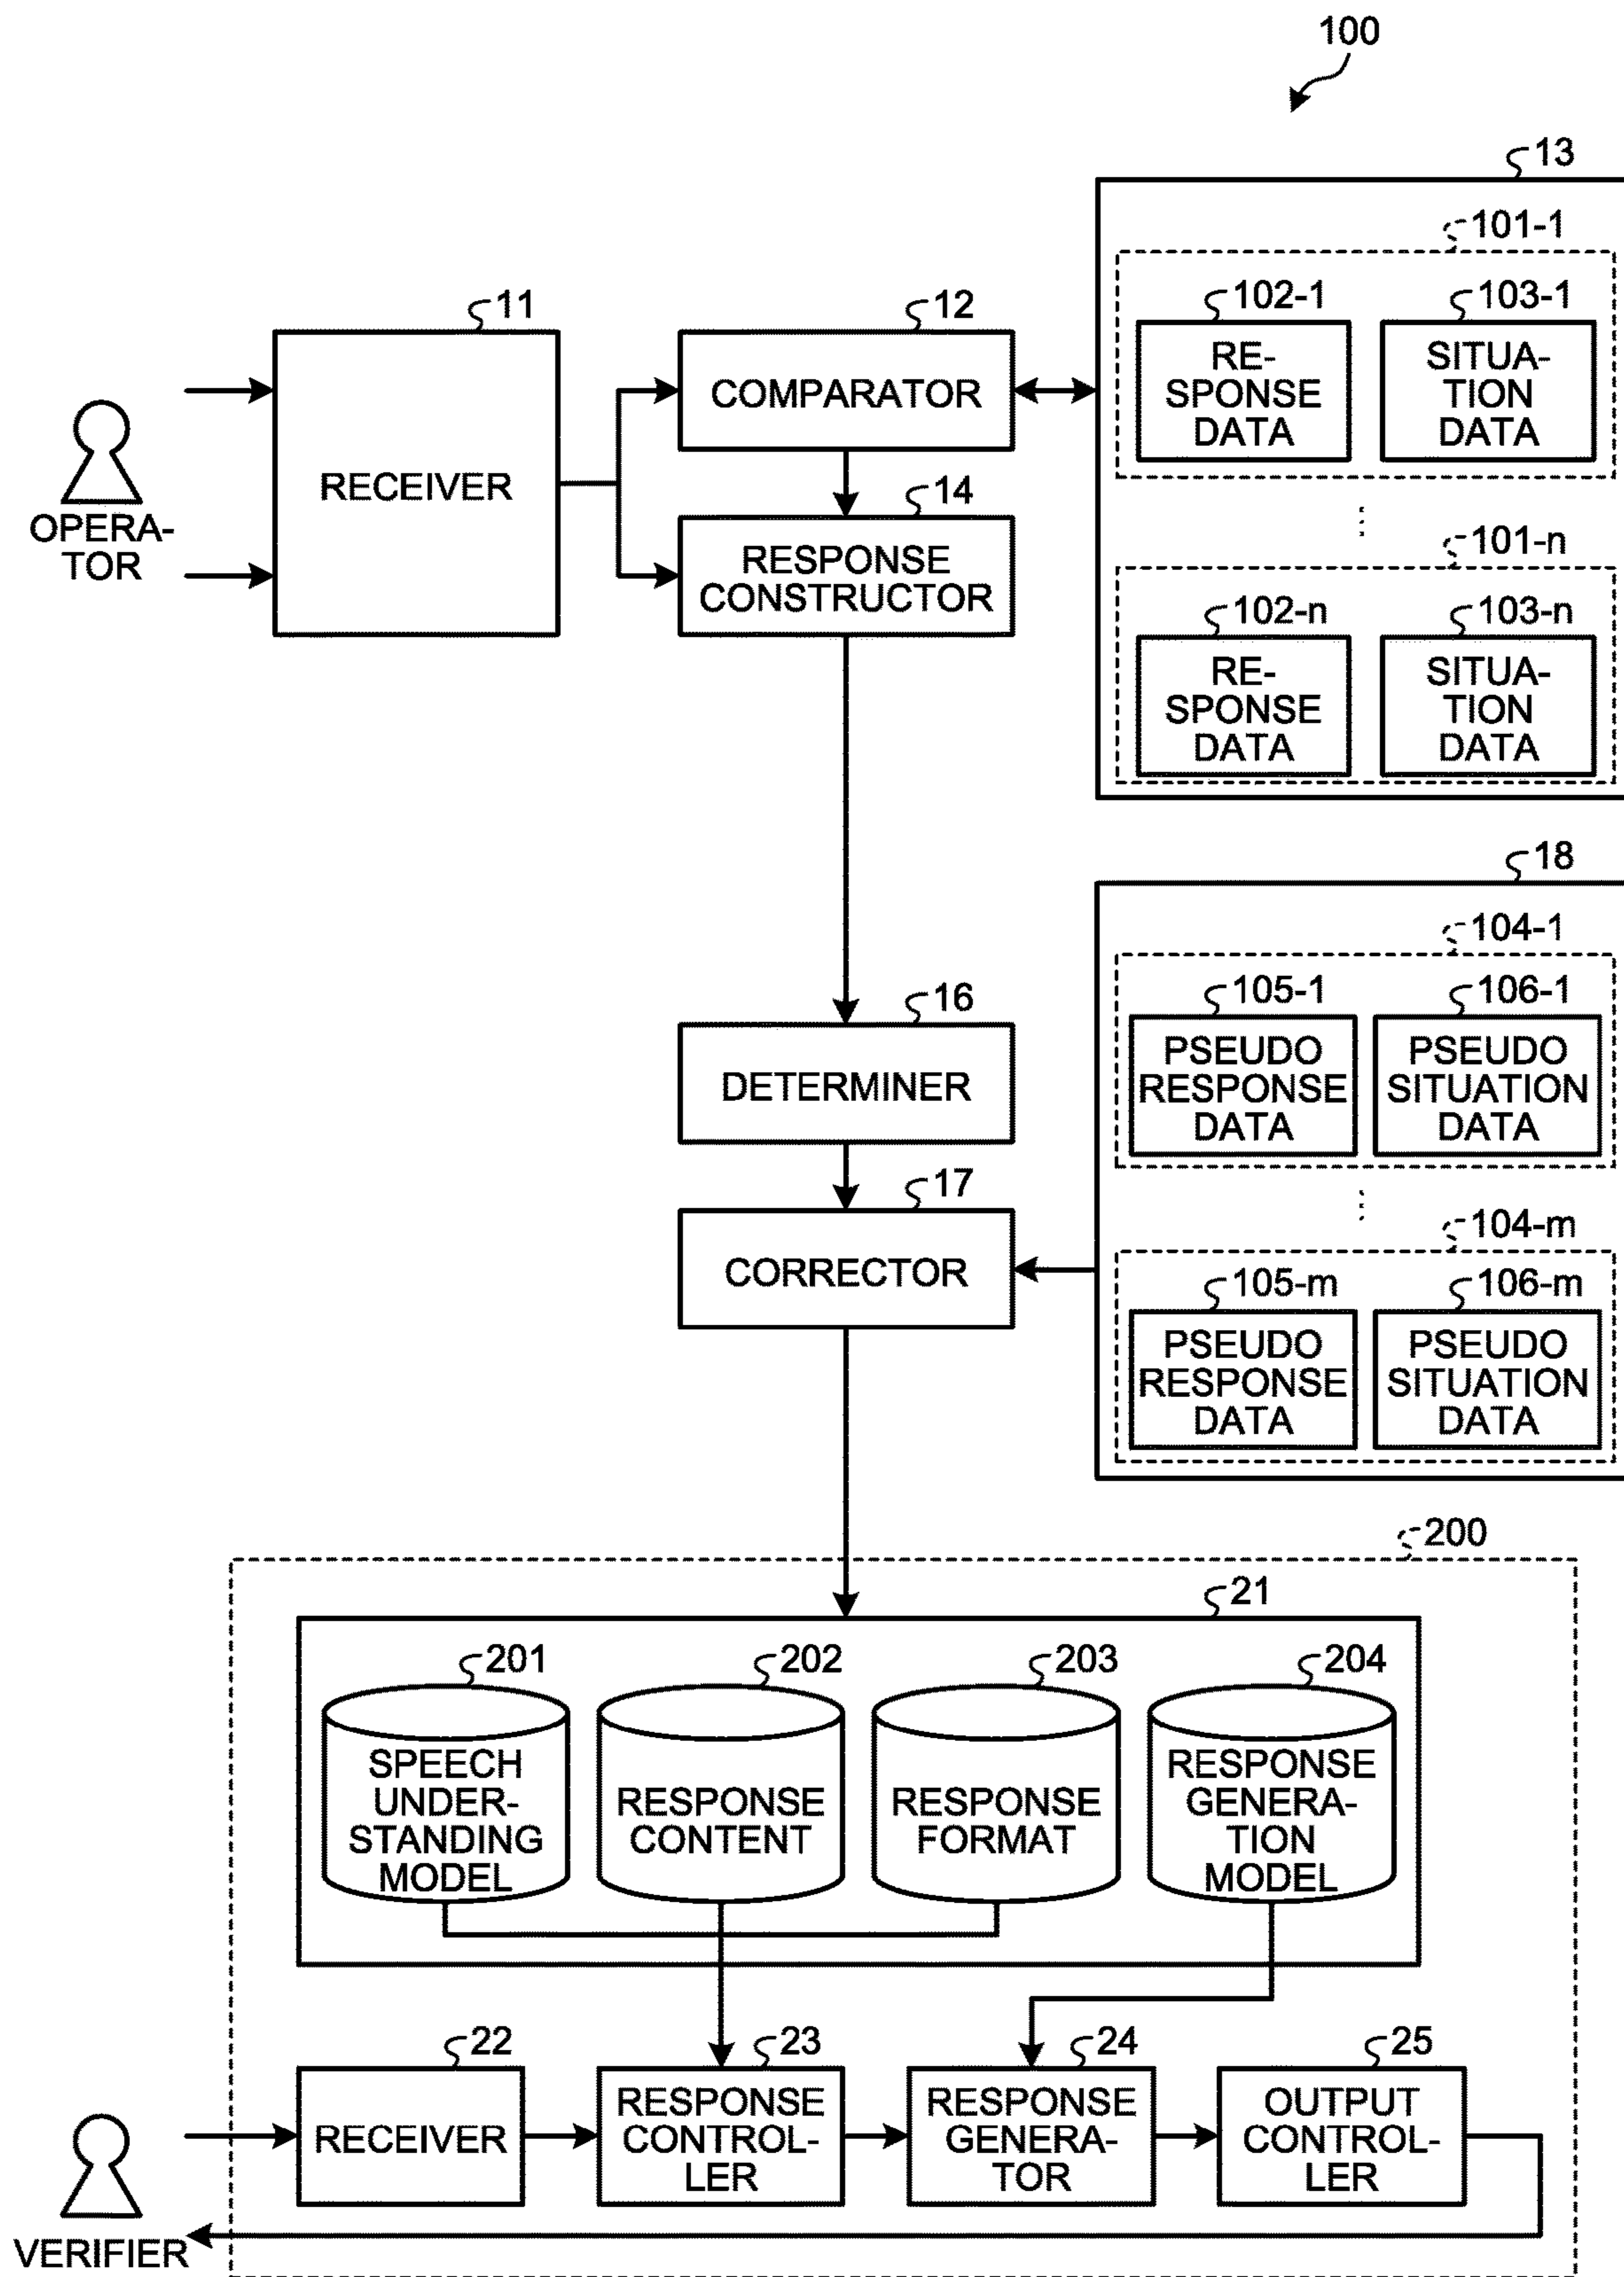 100
13
101-1
11
12
102-1
103-1
RE-
SPONSE
DATA
SITUA-
TION
DATA
COMPARATOR
RECEIVER
OPERA-
TOR
14
RESPONSE
CONSTRUCTOR
101-n
102-n
103-n
RE-
SPONSE
DATA
SITUA-
TION
DATA
18
104-1
16
105-1
106-1
DETERMINER
PSEUDO
RESPONSE
DATA
PSEUDO
SITUATION
DATA
17
CORRECTOR
104-m
105-m
106-m
PSEUDO
RESPONSE
DATA
PSEUDO
SITUATION
DATA
200
21
201
202
203
204
SPEECH
UNDER-
STANDING
MODEL
RESPONSE
CONTENT
RESPONSE
FORMAT
RESPONSE
GENERA-
TION
MODEL
22
23
24
25
RECEIVER
RESPONSE
CONTROL-
LER
RESPONSE
GENERA-
TOR
OUTPUT
CONTROL-
LER
VERIFIER